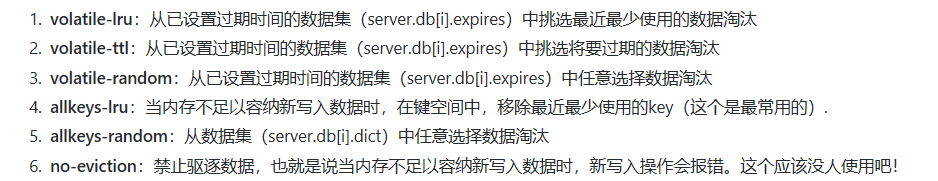 1. volatile-lru：从已设置过期时间的数据集（server.db[i].expires）中挑选最近最少使用的数据淘汰
2. volatile-ttl：从已设置过期时间的数据集（server.db[i].expires）中挑选将要过期的数据淘汰
3. volatile-random：从已设置过期时间的数据集（server.db[i].expires）中任意选择数据淘汰
4. allkeys-lru：当内存不足以容纳新写入数据时，在键空间中，移除最近最少使用的key（这个是最常用的）.
5. allkeys-random：从数据集（server.db[i].dict）中任意选择数据淘汰
6. no-eviction：禁止驱逐数据，也就是说当内存不足以容纳新写入数据时，新写入操作会报错。这个应该没人使用吧！